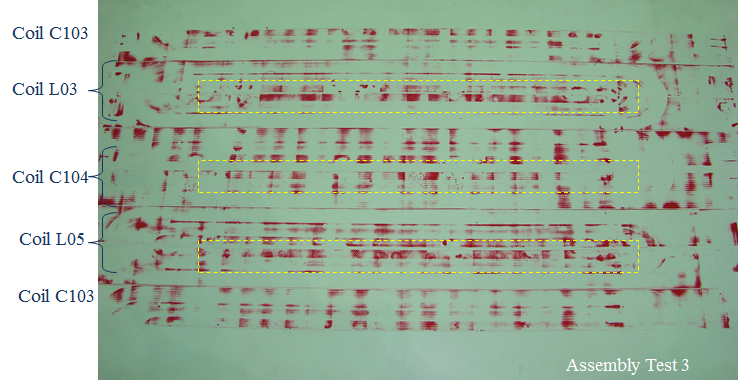 Coil C103
Coil L03
Coil C104
Coil L05
Coil C103
Assembly Test 3